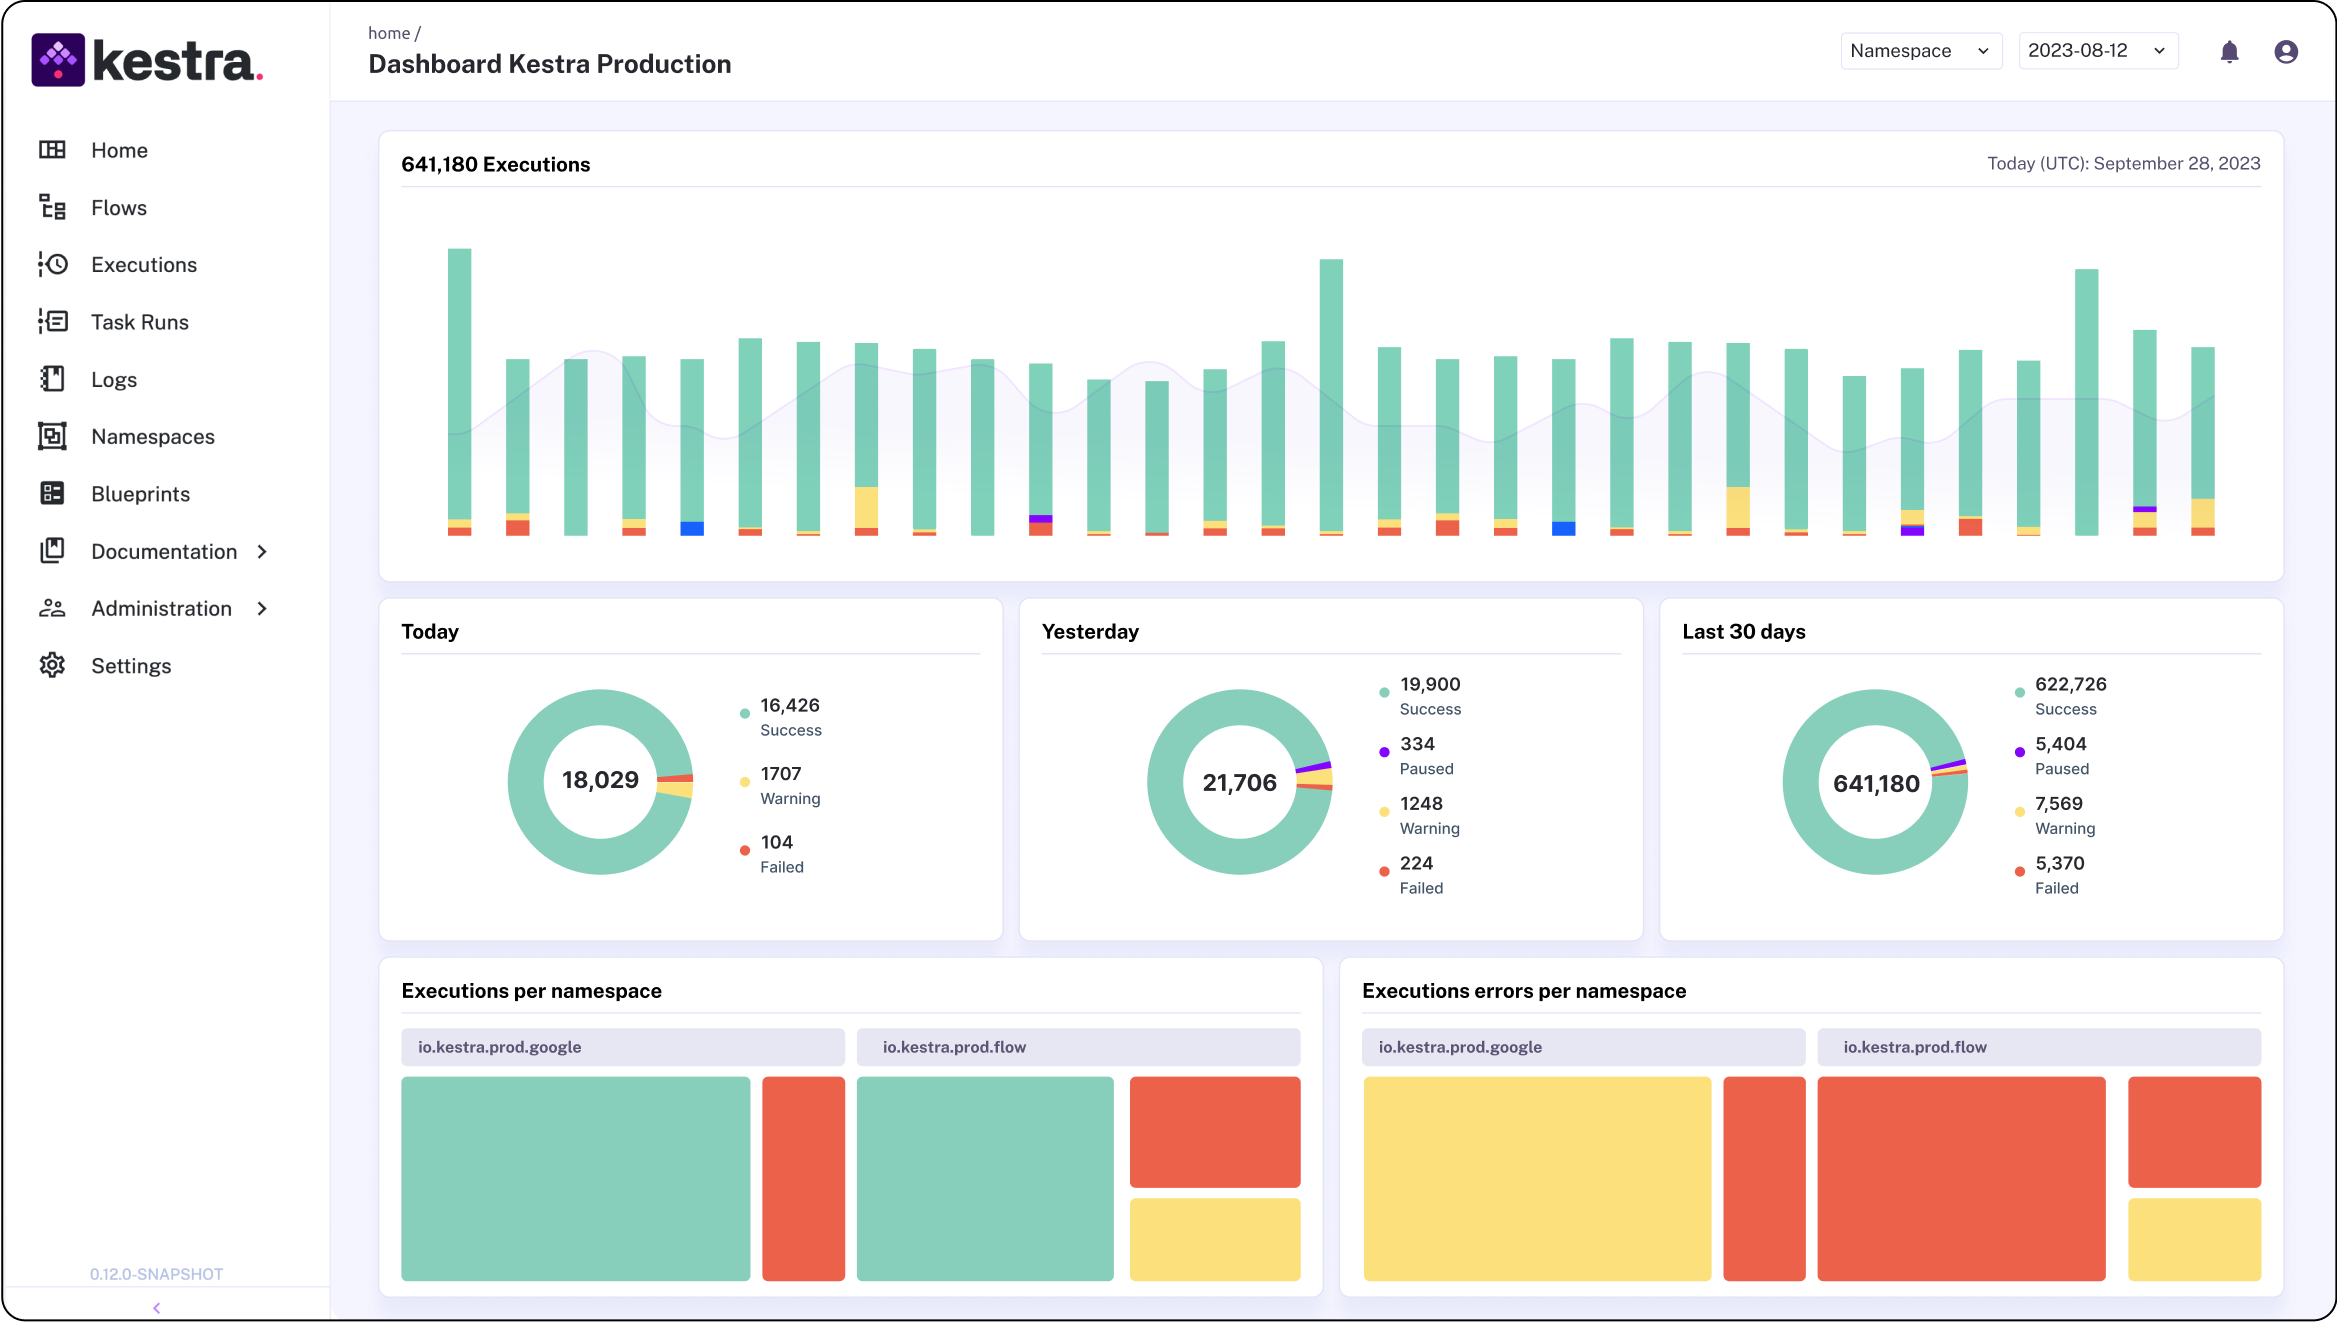 kestra.
home /
Dashboard Kestra Production
Namespace
2023-08-12
Home
Flows
Executions
Task Runs
Logs
Namespaces
Blueprints
Documentation
Administration
Settings
0.12.0-SNAPSHOT
641,180 Executions
Today (UTC): September 28, 2023
Today
18,029
16,426
Success
1707
Warning
104
Failed
Yesterday
21,706
19,900
Success
334
Paused
1248
Warning
224
Failed
Last 30 days
641,180
622,726
Success
5,404
Paused
7,569
Warning
5,370
Failed
Executions per namespace
io.kestra.prod.google
io.kestra.prod.flow
Executions errors per namespace
io.kestra.prod.google
io.kestra.prod.flow